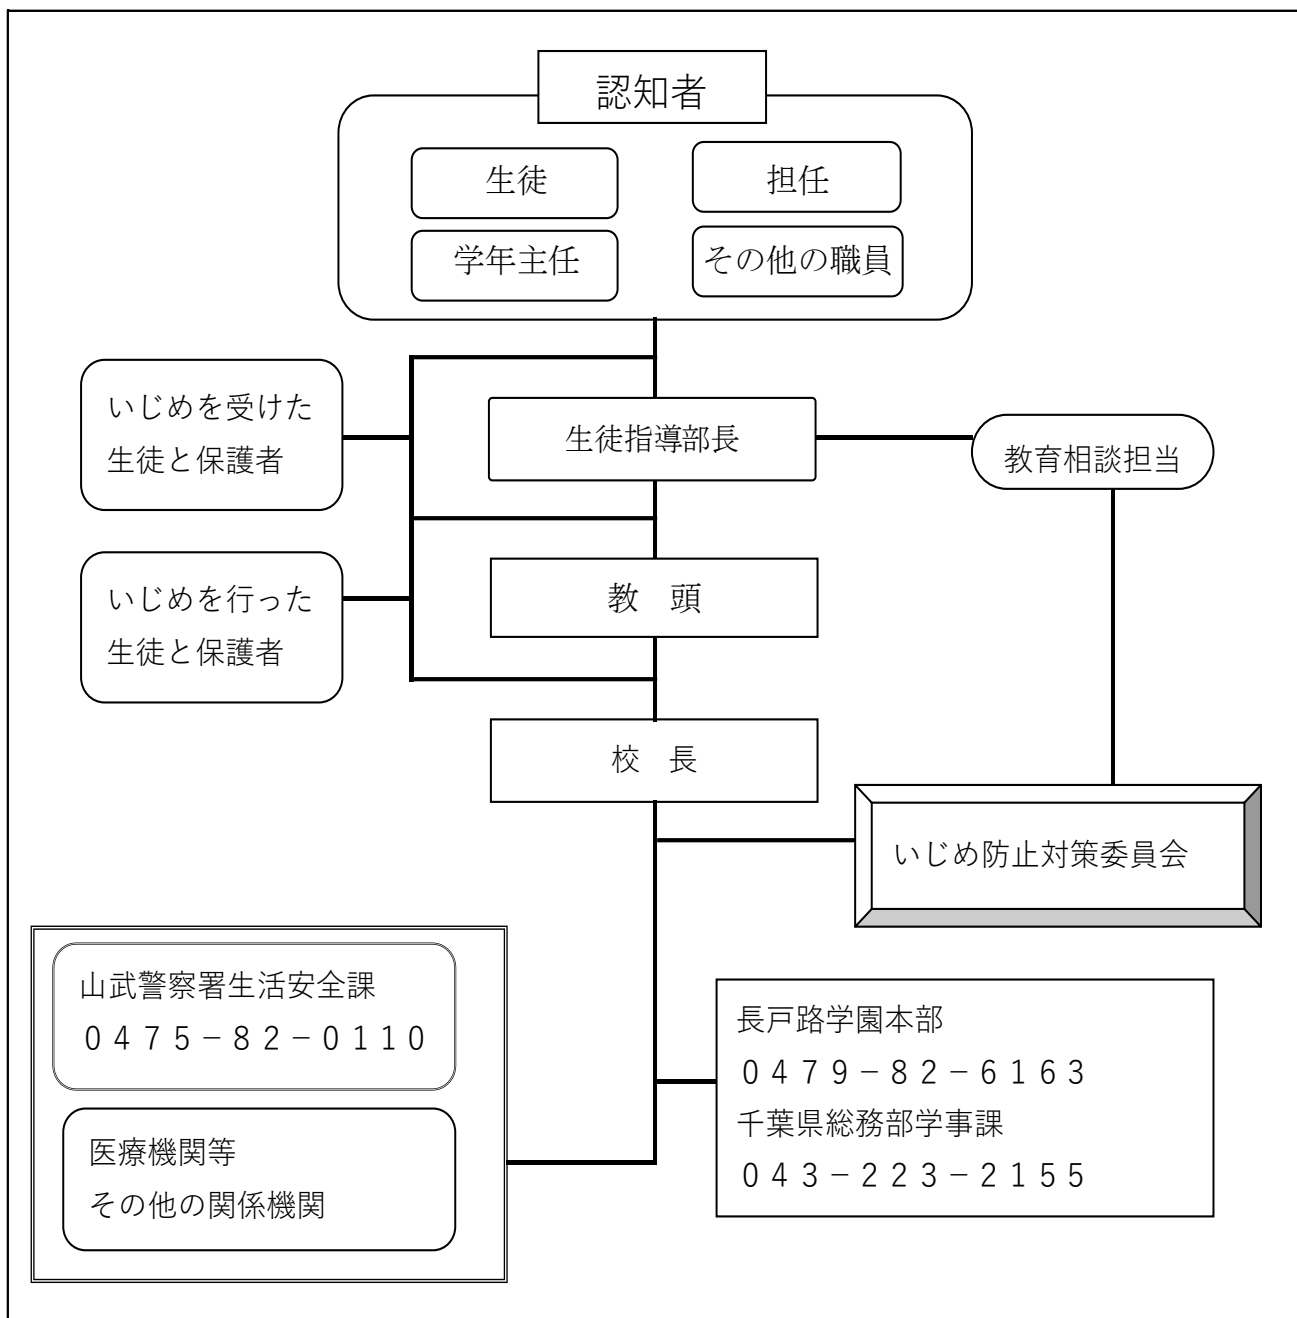 認知者
生徒
担任
学年主任
その他の職員
いじめを受けた
生徒と保護者
生徒指導部長
教育相談担当
いじめを行った
生徒と保護者
教　頭
校　長
いじめ防止対策委員会
山武警察署生活安全課
０４７５－８２－０１１０
医療機関等
その他の関係機関
長戸路学園本部
０４７９－８２－６１６３
千葉県総務部学事課
０４３－２２３－２１５５